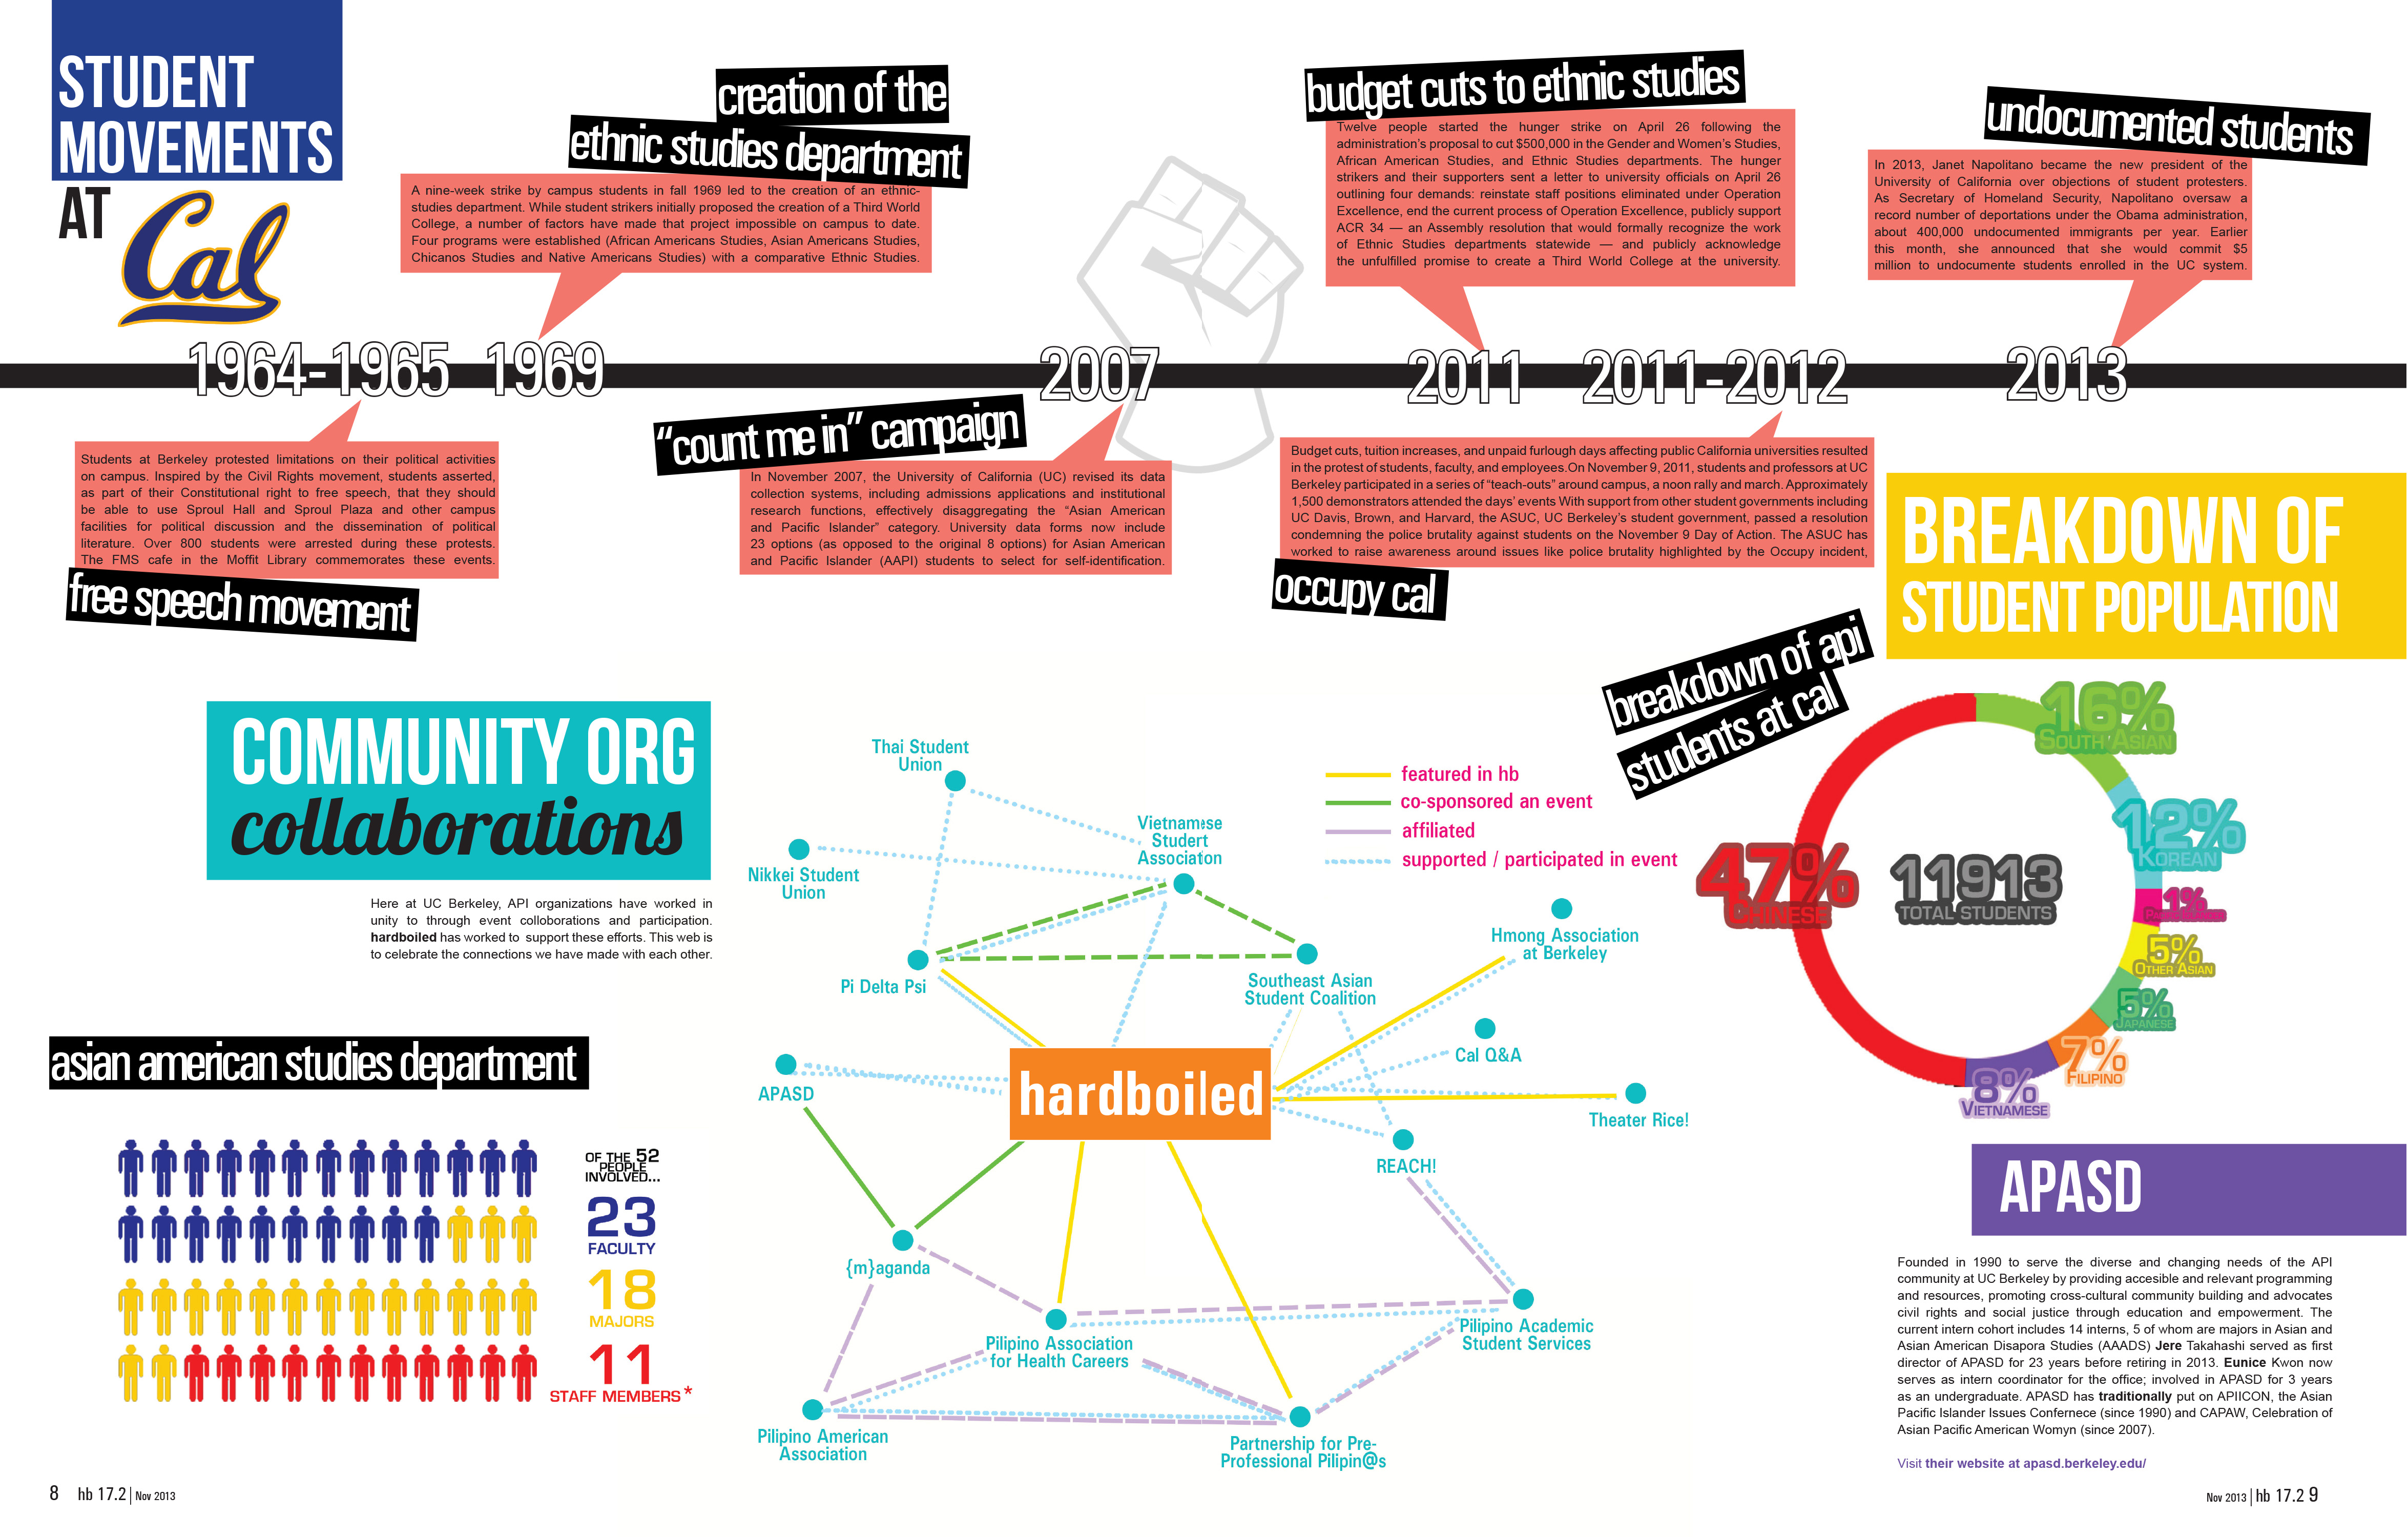 STUDENT
MOVEMENTS
AT
Cal
creation of the
ethnic studies department
A nine-week strike by campus students in fall 1969 led to the creation of an ethnic-
studies department. While student strikers initially proposed the creation of a Third World
College, a number of factors have made that project impossible on campus to date.
Four programs were established (African Americans Studies, Asian Americans Studies,
Chicanos Studies and Native Americans Studies) with a comparative Ethnic Studies.
budget cuts to ethnic studies
Twelve people started the hunger strike on April 26 following the
administration's proposal to cut $500,000 in the Gender and Women's Studies,
African American Studies, and Ethnic Studies departments. The hunger
strikers and their supporters sent a letter to university officials on April 26
outlining four demands: reinstate staff positions eliminated under Operation
Excellence, end the current process of Operation Excellence, publicly support
ACR 34 — an Assembly resolution that would formally recognize the work
of Ethnic Studies departments statewide — and publicly acknowledge
the unfulfilled promise to create a Third World College at the university.
undocumented students
In 2013, Janet Napolitano became the new president of the
University of California over objections of student protesters.
As Secretary of Homeland Security, Napolitano oversaw a
record number of deportations under the Obama administration,
about 400,000 undocumented immigrants per year. Earlier
this month, she announced that she would commit $5
million to undocumente students enrolled in the UC system.
1964-1965
1969
2007
2011
2011-2012
2013
Students at Berkeley protested limitations on their political activities
on campus. Inspired by the Civil Rights movement, students asserted,
as part of their Constitutional right to free speech, that they should
be able to use Sproul Hall and Sproul Plaza and other campus
facilities for political discussion and the dissemination of political
literature. Over 800 students were arrested during these protests.
The FMS cafe in the Moffit Library commemorates these events.
free speech movement
"count me in" campaign
In November 2007, the University of California (UC) revised its data
collection systems, including admissions applications and institutional
research functions, effectively disaggregating the "Asian American
and Pacific Islander" category. University data forms now include
23 options (as opposed to the original 8 options) for Asian American
and Pacific Islander (AAPI) students to select for self-identification.
Budget cuts, tuition increases, and unpaid furlough days affecting public California universities resulted
in the protest of students, faculty, and employees.On November 9, 2011, students and professors at UC
Berkeley participated in a series of "teach-outs" around campus, a noon rally and march. Approximately
1,500 demonstrators attended the days' events With support from other student governments including
UC Davis, Brown, and Harvard, the ASUC, UC Berkeley's student government, passed a resolution
condemning the police brutality against students on the November 9 Day of Action. The ASUC has
worked to raise awareness around issues like police brutality highlighted by the Occupy incident,
occupy cal
BREAKDOWN OF
STUDENT POPULATION
breakdown of api
students at cal
16%
SOUTH ASIAN
12%
KOREAN
1%
5%
OTHER ASIAN
5%
JAPANESE
7%
FILIPINO
8%
VIETNAMESE
47%
CHINESE
11913
TOTAL STUDENTS
COMMUNITY ORG
collaborations
Here at UC Berkeley, API organizations have worked in
unity to through event colloborations and participation.
hardboiled has worked to support these efforts. This web is
to celebrate the connections we have made with each other.
featured in hb
co-sponsored an event
affiliated
supported / participated in event
Thai Student
Union
Vietnamese
Studert
Association
Nikkei Student
Union
Pi Delta Psi
Southeast Asian
Student Coalition
Hmong Association
at Berkeley
Cal Q&A
APASD
hardboiled
Theater Rice!
REACH!
{m}aganda
Pilipino Association
for Health Careers
Pilipino Academic
Student Services
Pilipino American
Association
Partnership for Pre-
Professional Pilipin@s
asian american studies department
OF THE 52
PEOPLE
INVOLVED...
23
FACULTY
18
MAJORS
11
STAFF MEMBERS*
APASD
Founded in 1990 to serve the diverse and changing needs of the API
community at UC Berkeley by providing accesible and relevant programming
and resources, promoting cross-cultural community building and advocates
civil rights and social justice through education and empowerment. The
current intern cohort includes 14 interns, 5 of whom are majors in Asian and
Asian American Disapora Studies (AAADS) Jere Takahashi served as first
director of APASD for 23 years before retiring in 2013. Eunice Kwon now
serves as intern coordinator for the office; involved in APASD for 3 years
as an undergraduate. APASD has traditionally put on APIICON, the Asian
Pacific Islander Issues Confernece (since 1990) and CAPAW, Celebration of
Asian Pacific American Womyn (since 2007).
Visit their website at apasd.berkeley.edu/
8 hb 17.2 | Nov 2013
Nov 2013 | hb 17.2 9